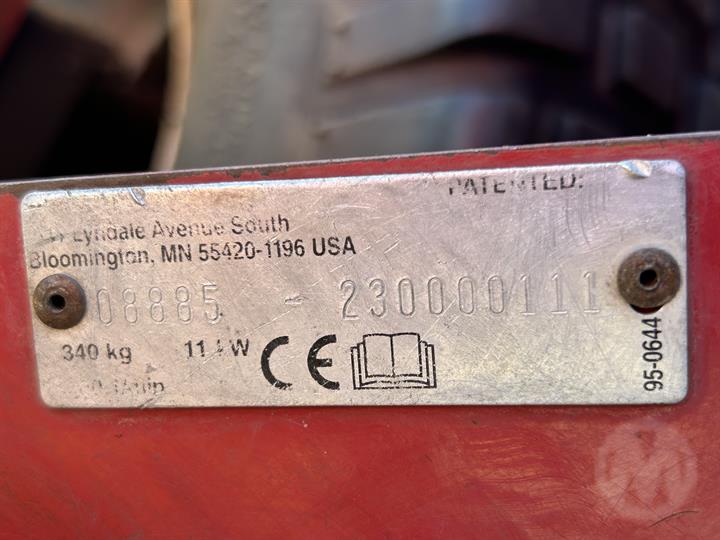 PATENTED:
Lyndale Avenue South
Bloomington, MN 55420-1196 USA
08885 - 230000111
340 kg
CE
95-0644